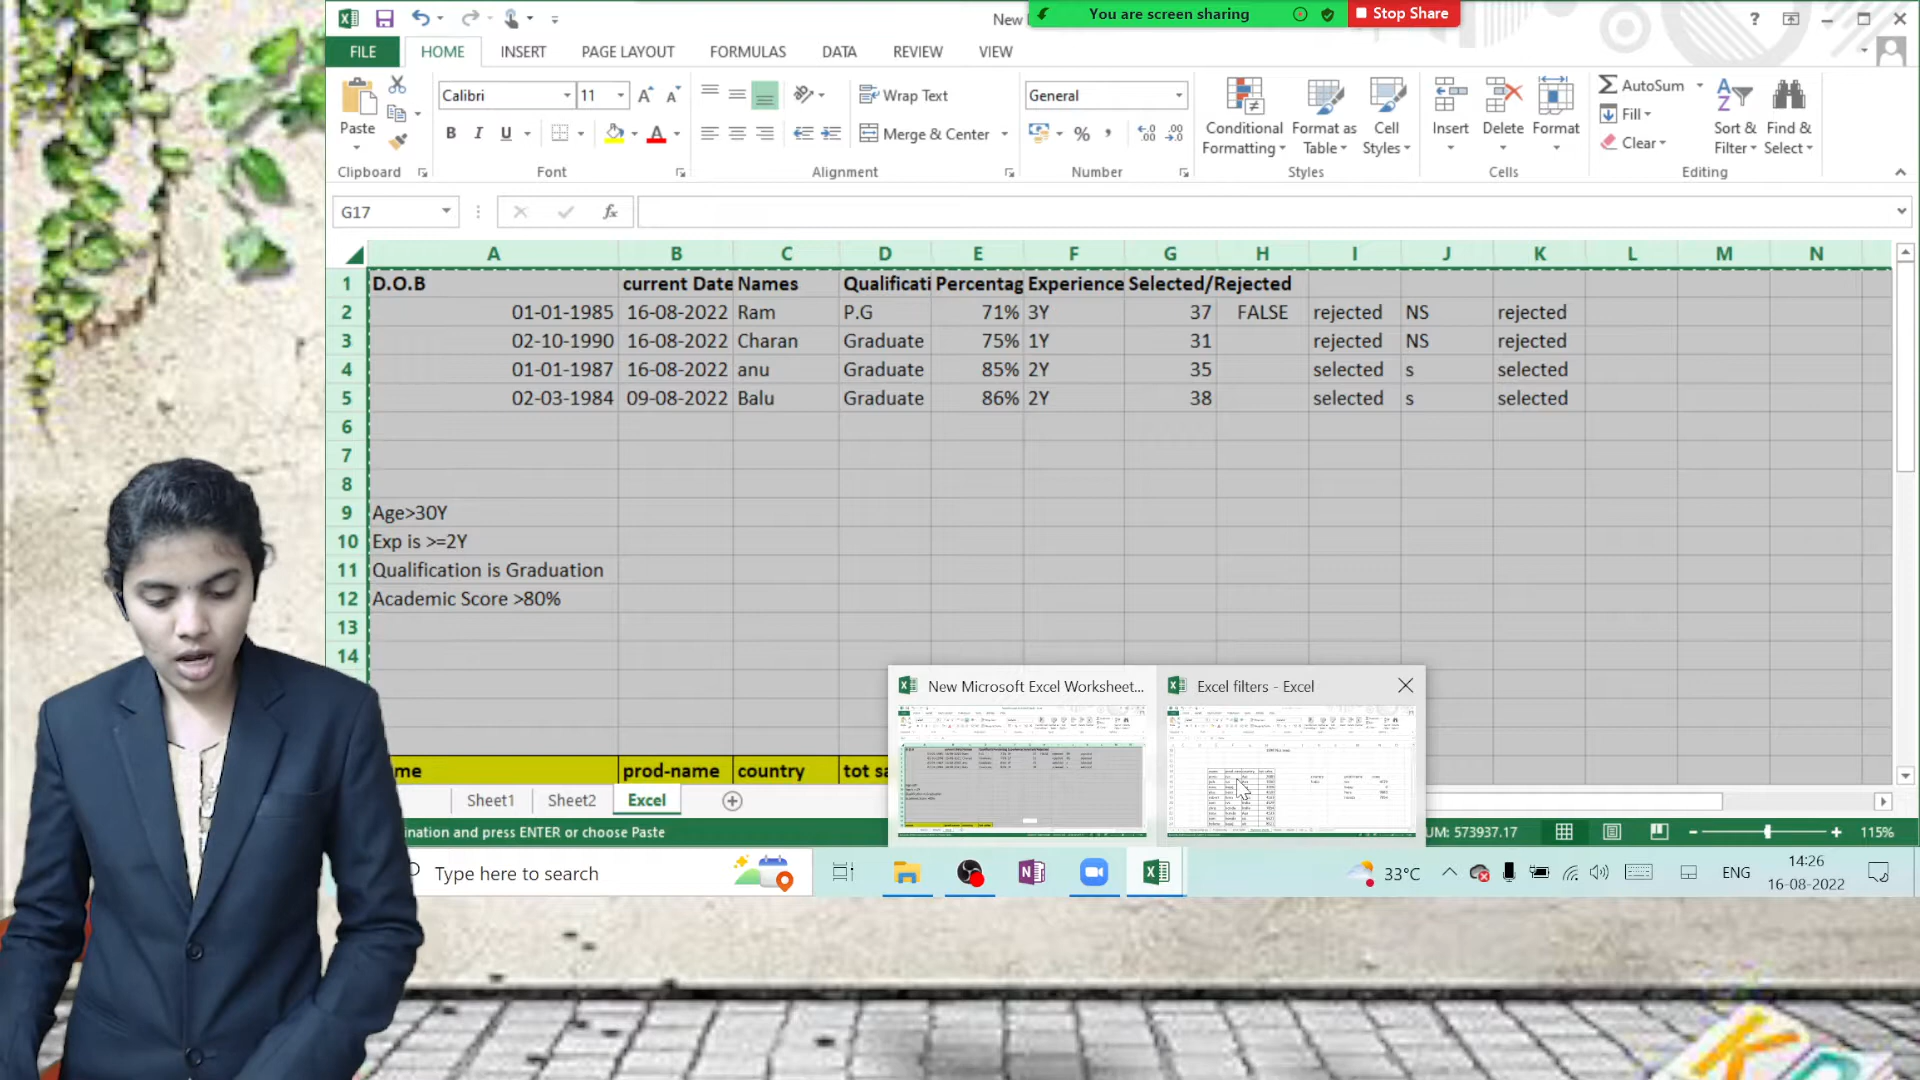 New
You are screen sharing
Stop Share
FILE HOME INSERT PAGE LAYOUT FORMULAS DATA REVIEW VIEW
Calibri 11 Wrap Text General AutoSum
Paste B I U Merge & Center % Conditional Formatting Format as Table Cell Styles Insert Delete Format Fill Clear Sort & Filter Find & Select
Clipboard Font Alignment Number Styles Cells Editing
G17 fx
A B C D E F G H I J K L M N
1 D.O.B current Date Names Qualificati Percentag Experience Selected/Rejected
2 01-01-1985 16-08-2022 Ram P.G 71% 3Y 37 FALSE rejected NS rejected
3 02-10-1990 16-08-2022 Charan Graduate 75% 1Y 31 rejected NS rejected
4 01-01-1987 16-08-2022 anu Graduate 85% 2Y 35 selected s selected
5 02-03-1984 09-08-2022 Balu Graduate 86% 2Y 38 selected s selected
6
7
8
9 Age>30Y
10 Exp is >=2Y
11 Qualification is Graduation
12 Academic Score >80%
13
14
New Microsoft Excel Worksheet...
Excel filters - Excel
me prod-name country tot sa
Sheet1 Sheet2 Excel
ination and press ENTER or choose Paste
UM: 573937.17 115%
Type here to search
33°C ENG 14:26
16-08-2022